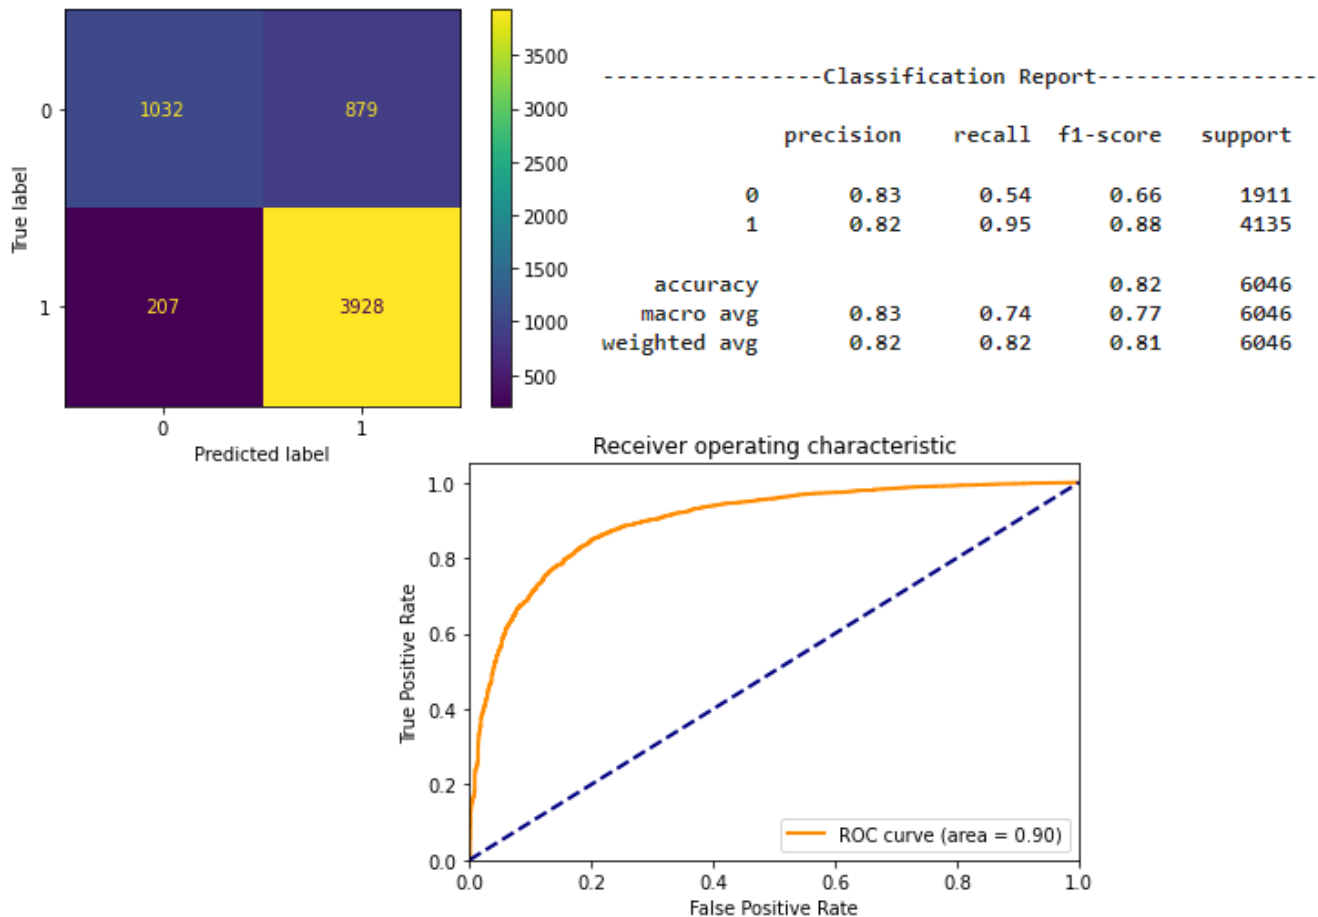 True label
0
1
1032 879
207 3928
0 1
Predicted label
3500
3000
2500
2000
1500
1000
500
-----------------Classification Report-----------------
precision recall f1-score support
0 0.83 0.54 0.66 1911
1 0.82 0.95 0.88 4135
accuracy 0.82 6046
macro avg 0.83 0.74 0.77 6046
weighted avg 0.82 0.82 0.81 6046
Receiver operating characteristic
True Positive Rate
1.0
0.8
0.6
0.4
0.2
0.0
ROC curve (area = 0.90)
0.0 0.2 0.4 0.6 0.8 1.0
False Positive Rate